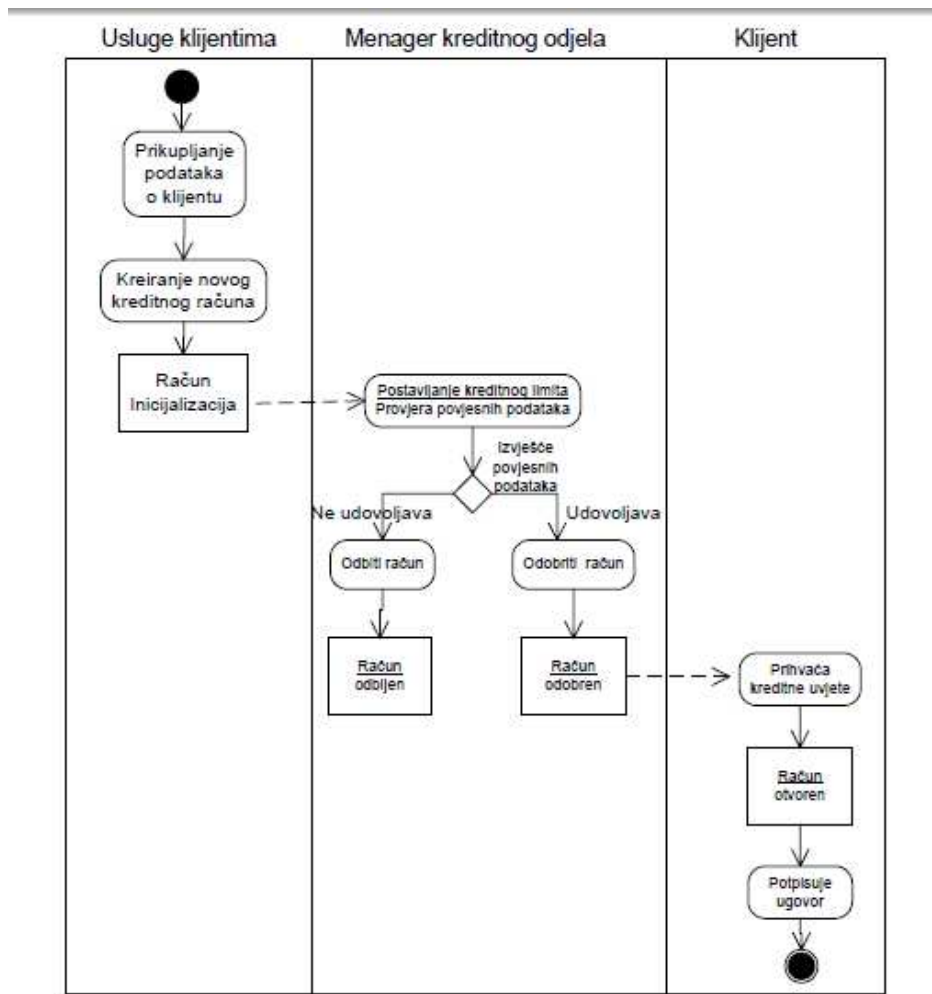 Usluge klijentima
Menager kreditnog odjela
Klijent
Prikupljanje
podataka
o klijentu
Kreiranje novog
kreditnog računa
Račun
Inicijalizacija
Postavljanje kreditnog limita
Provjera povjesnih podataka
Izvješće
povjesnih
podataka
Ne udovoljava
Udovoljava
Odbiti račun
Odobriti račun
Račun
odbijen
Račun
odobren
Prihvaća
kreditne uvjete
Račun
otvoren
Potpisuje
ugovor